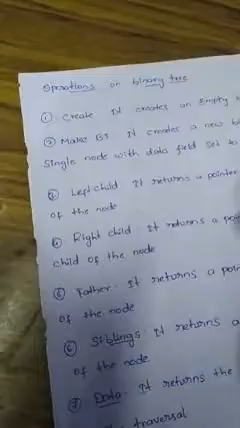 Operations on binary tree
① Create It creates an Empty
② Make BT It creates a new
Single node with data field set to
④ Left child It returns a pointer
of the node
⑤ Right child It returns a
child of the node
⑥ Father. It returns a
of the node
⑥ Siblings. It returns a
of the node
⑦ Data. It returns the
traversal